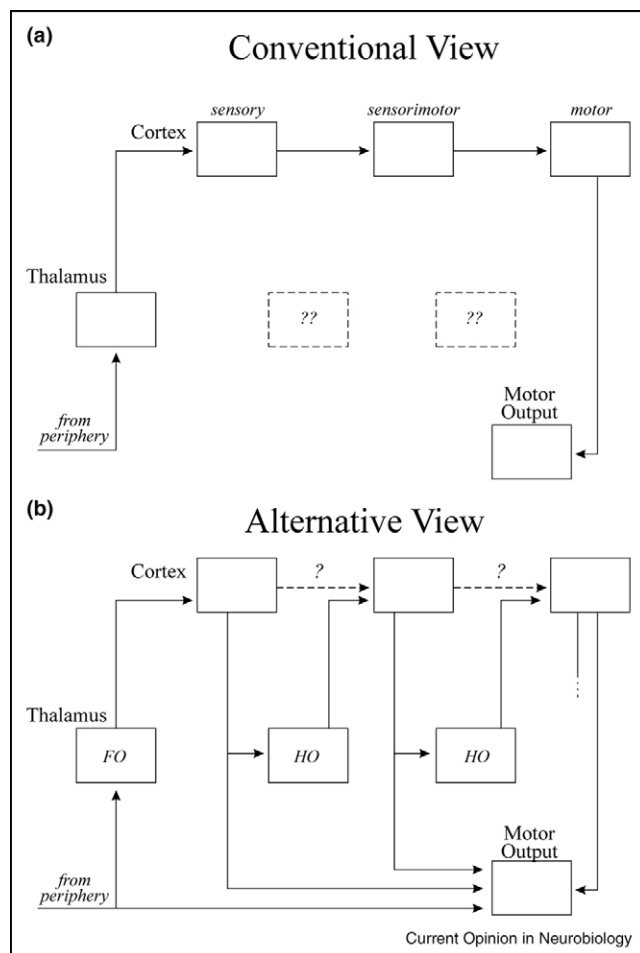 (a)
Conventional View
sensory
sensorimotor
motor
Cortex
Thalamus
??
??
from
periphery
Motor
Output
(b)
Alternative View
Cortex
?
?
Thalamus
FO
HO
HO
from
periphery
Motor
Output
Current Opinion in Neurobiology